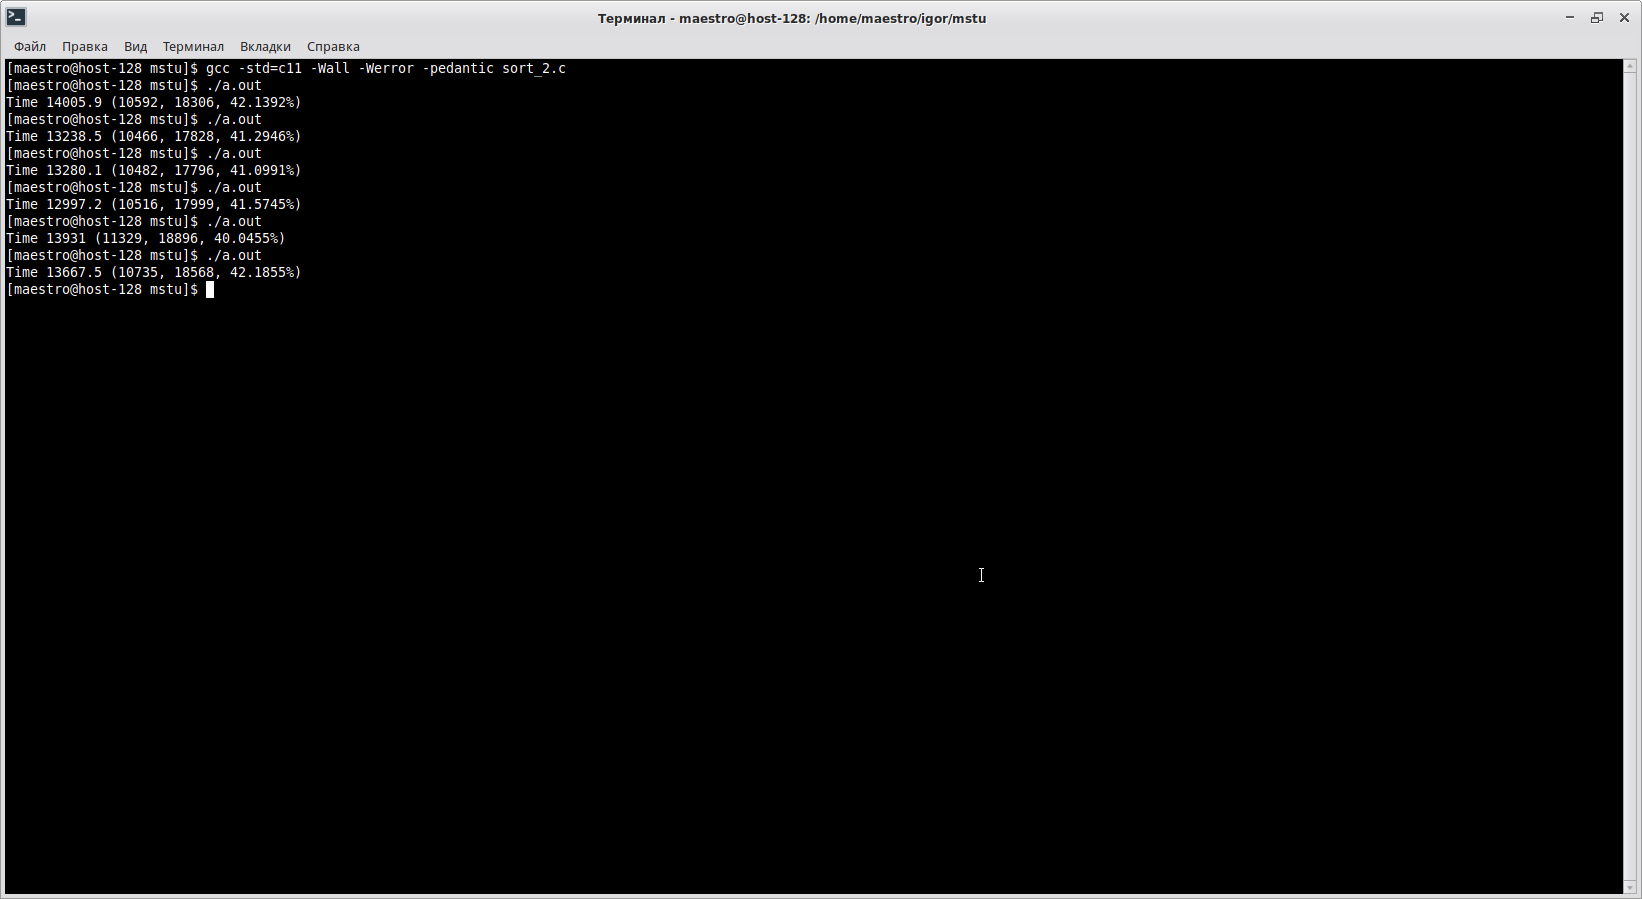 Терминал - maestro@host-128: /home/maestro/igor/mstu
Файл Правка Вид Терминал Вкладки Справка
[maestro@host-128 mstu]$ gcc -std=c11 -Wall -Werror -pedantic sort_2.c
[maestro@host-128 mstu]$ ./a.out
Time 14005.9 (10592, 18306, 42.1392%)
[maestro@host-128 mstu]$ ./a.out
Time 13238.5 (10466, 17828, 41.2946%)
[maestro@host-128 mstu]$ ./a.out
Time 13280.1 (10482, 17796, 41.0991%)
[maestro@host-128 mstu]$ ./a.out
Time 12997.2 (10516, 17999, 41.5745%)
[maestro@host-128 mstu]$ ./a.out
Time 13931 (11329, 18896, 40.0455%)
[maestro@host-128 mstu]$ ./a.out
Time 13667.5 (10735, 18568, 42.1855%)
[maestro@host-128 mstu]$